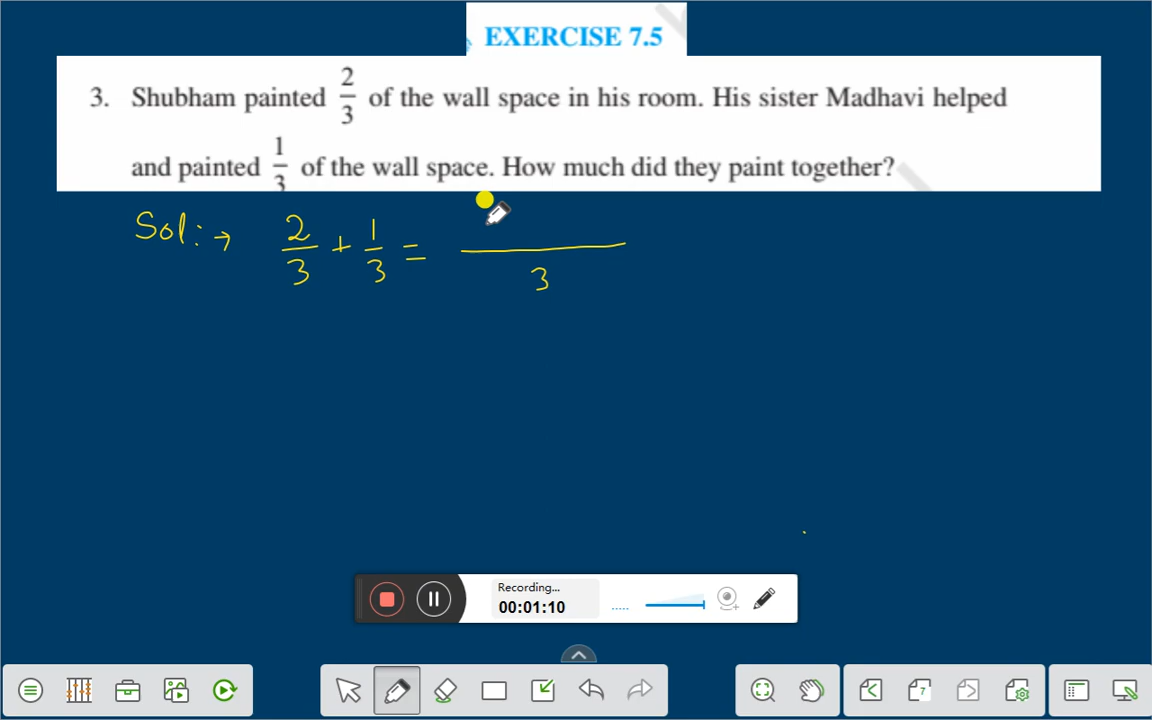 EXERCISE 7.5
3. Shubham painted 2/3 of the wall space in his room. His sister Madhavi helped
and painted 1/3 of the wall space. How much did they paint together?
Sol:→ 2/3 + 1/3 = /3
Recording...
00:01:10
7